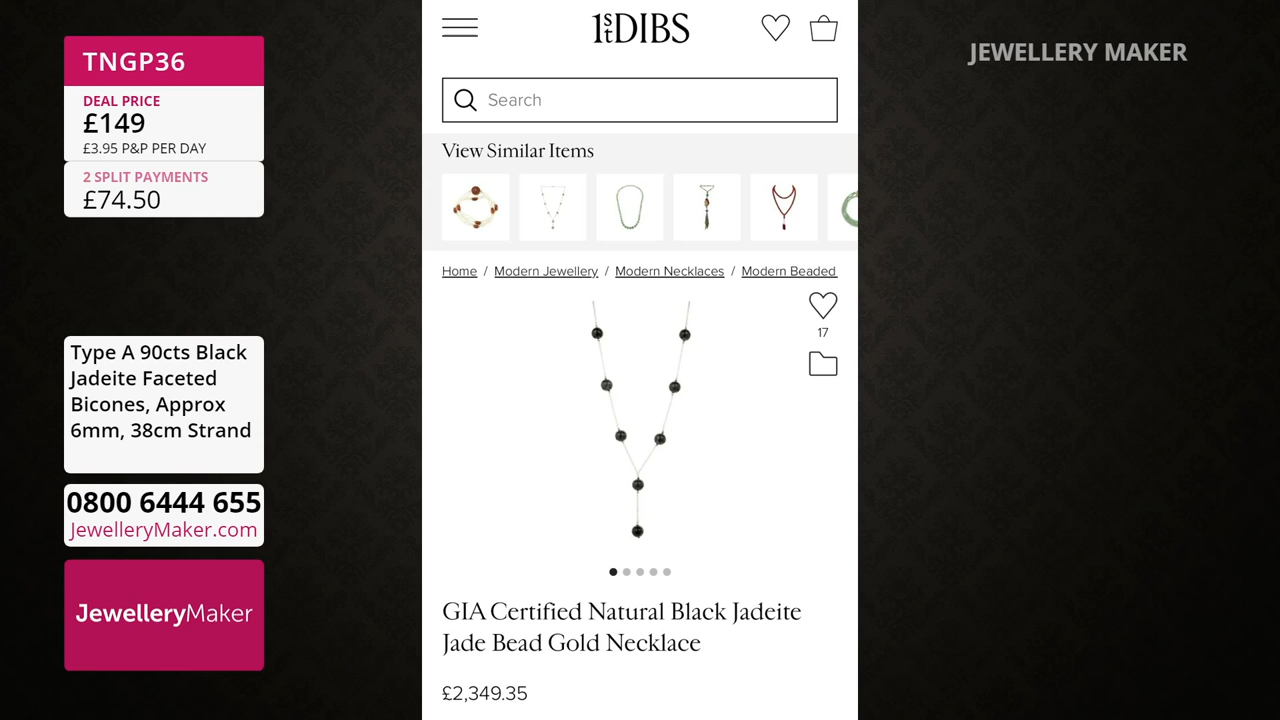 TNGP36
DEAL PRICE
£149
£3.95 P&P PER DAY
2 SPLIT PAYMENTS
£74.50
Type A 90cts Black
Jadeite Faceted
Bicones, Approx
6mm, 38cm Strand
0800 6444 655
JewelleryMaker.com
JewelleryMaker
1stDIBS
Search
View Similar Items
Home / Modern Jewellery / Modern Necklaces / Modern Beaded
17
GIA Certified Natural Black Jadeite
Jade Bead Gold Necklace
£2,349.35
JEWELLERY MAKER